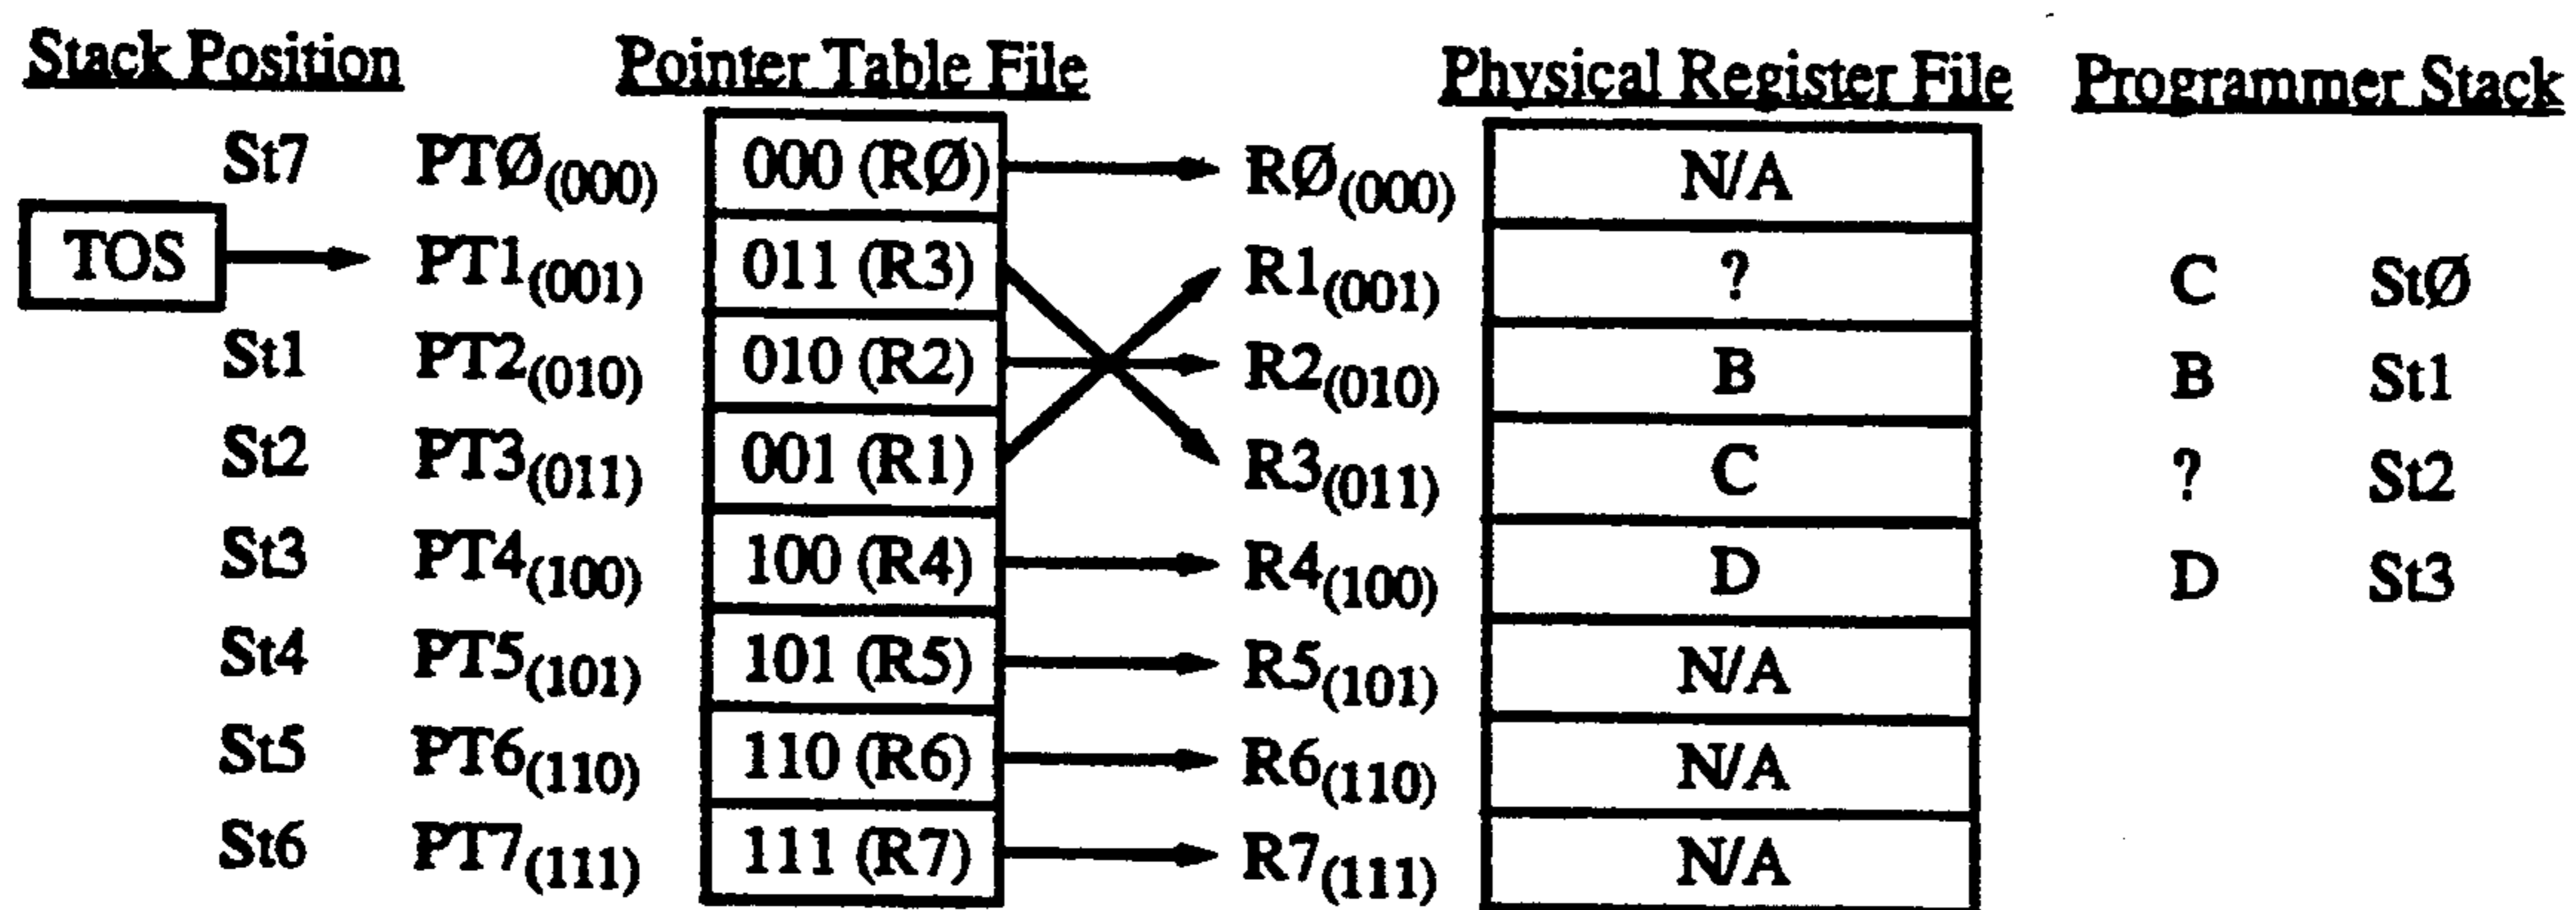 Stack Position Pointer Table File Physical Register File Programmer Stack
St7 PTØ(000) 000 (RØ) RØ(000) N/A
TOS PT1(001) 011 (R3) R1(001) ? C StØ
St1 PT2(010) 010 (R2) R2(010) B B St1
St2 PT3(011) 001 (R1) R3(011) C ? St2
St3 PT4(100) 100 (R4) R4(100) D D St3
St4 PT5(101) 101 (R5) R5(101) N/A
St5 PT6(110) 110 (R6) R6(110) N/A
St6 PT7(111) 111 (R7) R7(111) N/A